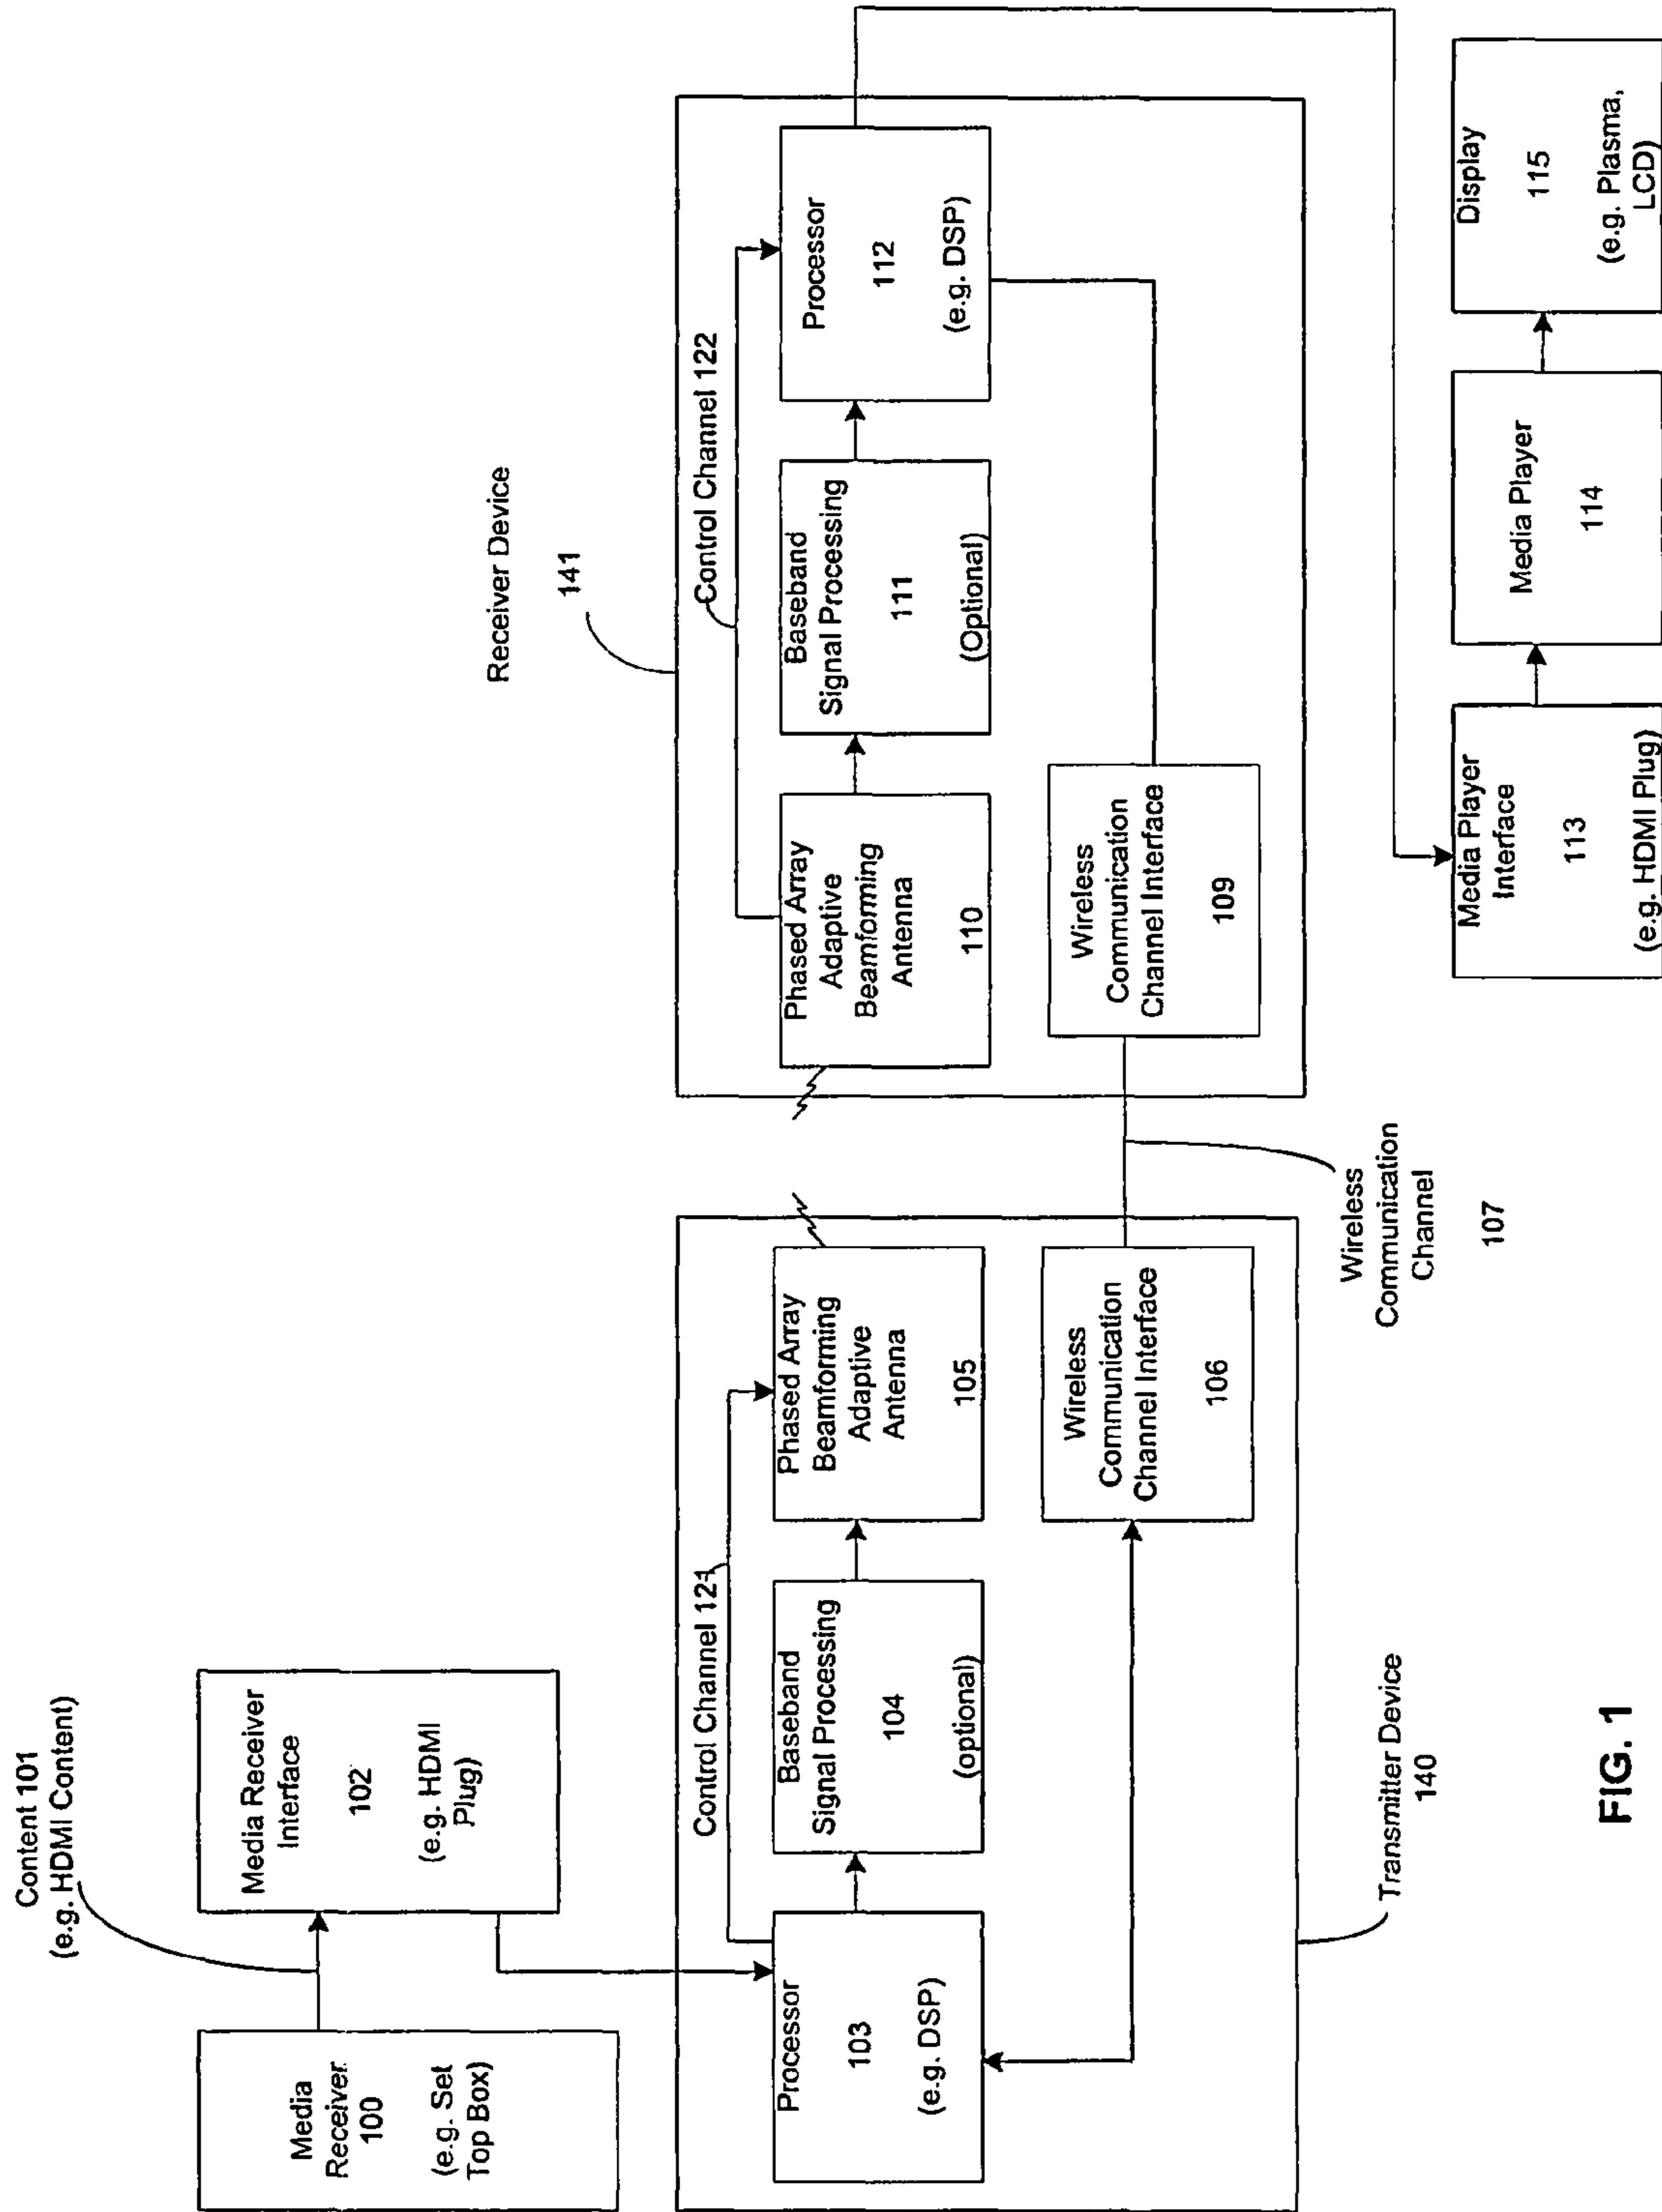 Content 101
(e.g. HDMI Content)
Media
Receiver
100
(e.g. Set
Top Box)
Media Receiver
Interface
102
(e.g. HDMI
Plug)
Control Channel 121
Processor
103
(e.g. DSP)
Baseband
Signal Processing
104
(optional)
Phased Array
Beamforming
Adaptive
Antenna
105
Wireless
Communication
Channel Interface
106
Transmitter Device
140
Wireless
Communication
Channel
107
Receiver Device
141
Control Channel 122
Phased Array
Adaptive
Beamforming
Antenna
110
Baseband
Signal Processing
111
(Optional)
Processor
112
(e.g. DSP)
Wireless
Communication
Channel Interface
109
Media Player
Interface
113
(e.g. HDMI Plug)
Media Player
114
Display
115
(e.g. Plasma,
LCD)
FIG. 1